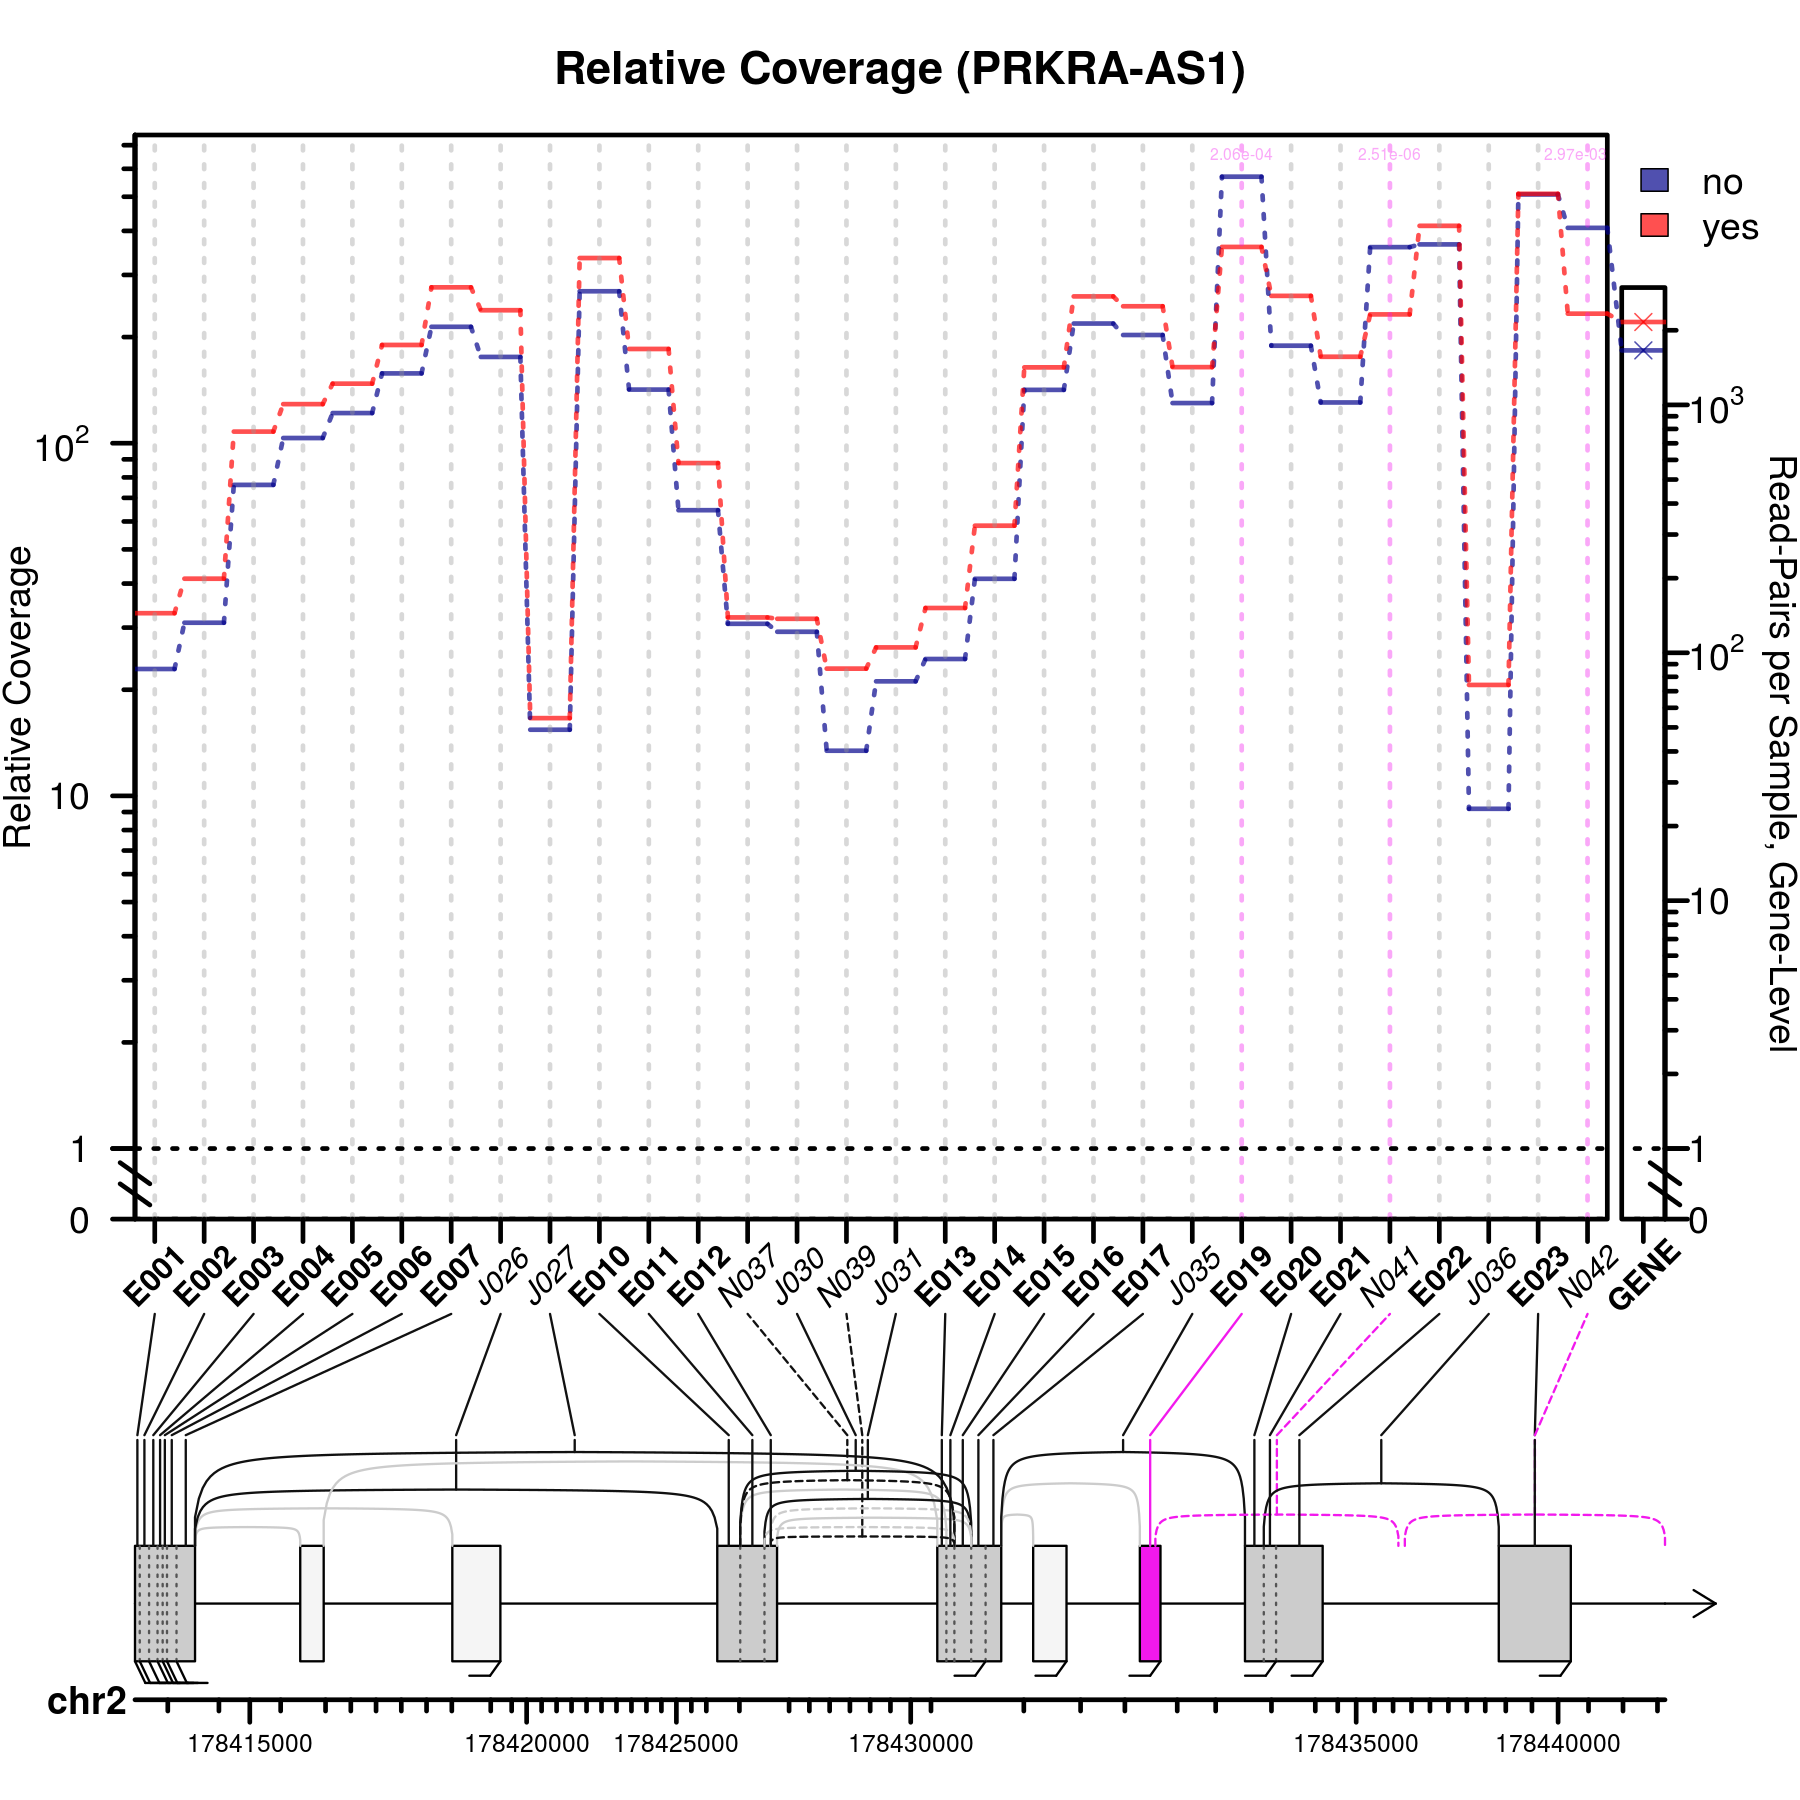 Relative Coverage (PRKRA-AS1)
2.06e-04 2.51e-06 2.97e-03
no
yes
Relative Coverage
10²
10
1
0
10³
10²
10
1
0
Read-Pairs per Sample, Gene-Level
E001 E002 E003 E004 E005 E006 E007 J026 J027 E010 E011 E012 N037 J030 N039 J031 E013 E014 E015 E016 E017 J035 E019 E020 E021 N041 E022 J036 E023 N042 GENE
chr2
178415000 178420000 178425000 178430000 178435000 178440000